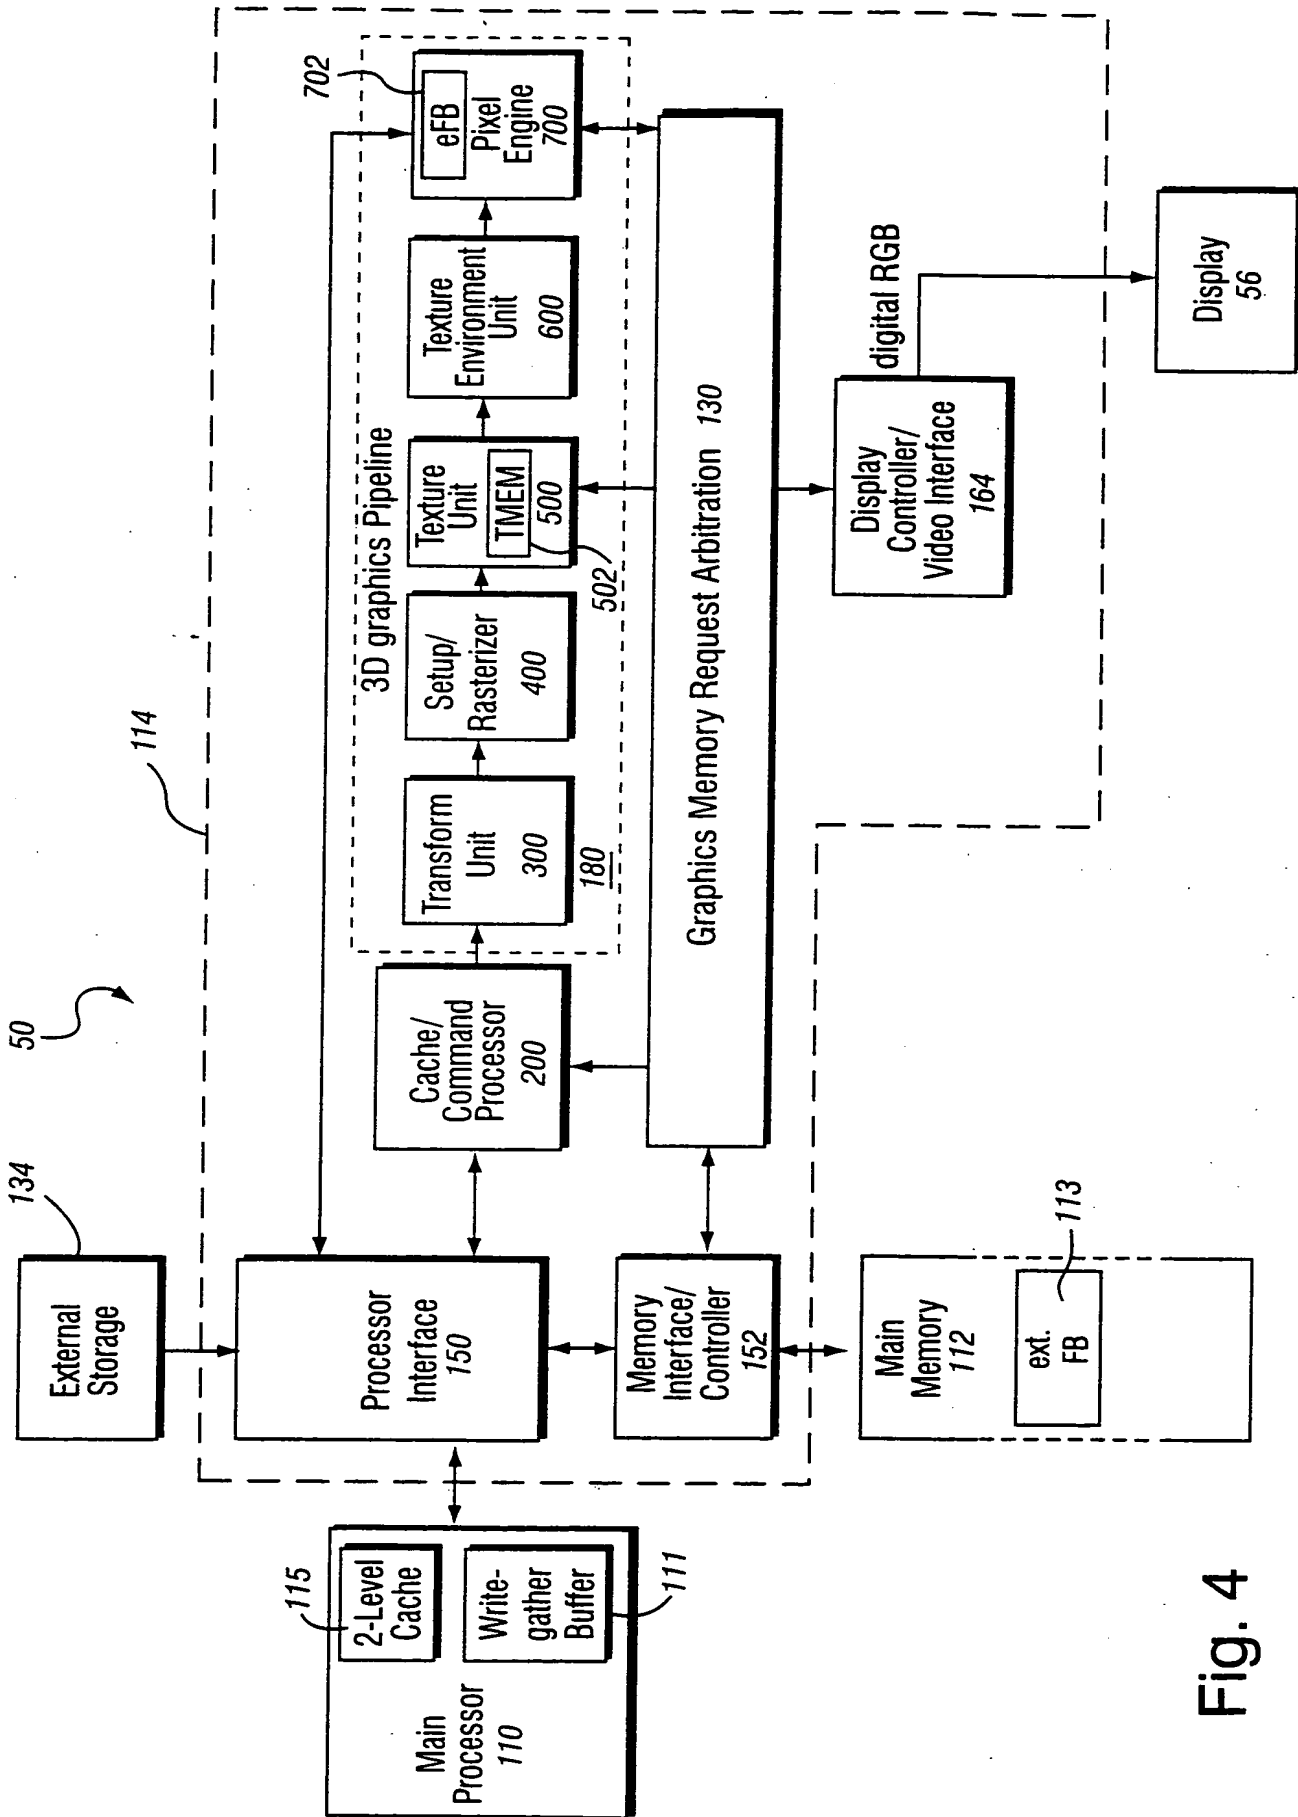 50
134
External
Storage
114
115
2-Level
Cache
Write-
gather
Buffer
111
Main
Processor
110
Processor
Interface
150
Cache/
Command
Processor
200
3D graphics Pipeline
Transform
Unit
300
180
Setup/
Rasterizer
400
Texture
Unit
TMEM
500
502
Texture
Environment
Unit
600
702
eFB
Pixel
Engine
700
Memory
Interface/
Controller
152
Graphics Memory Request Arbitration 130
Main
Memory
112
ext.
FB
113
Display
Controller/
Video Interface
164
digital RGB
Display
56
Fig. 4